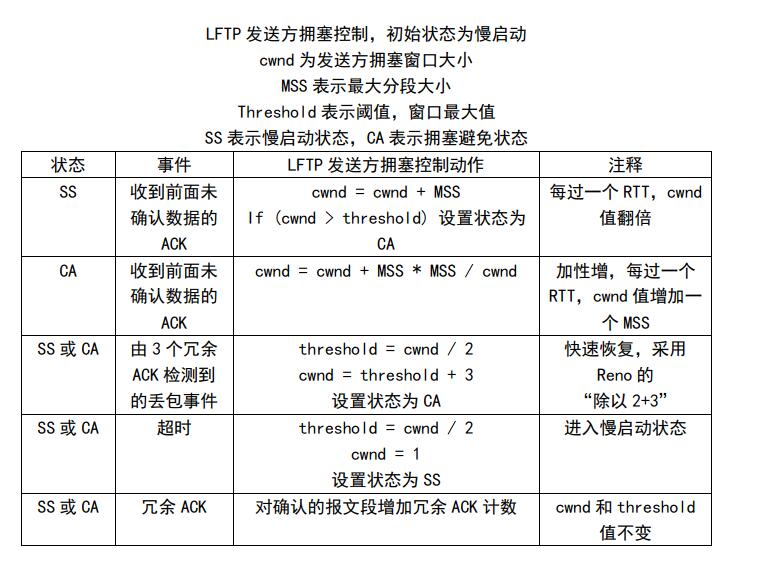 LFTP 发送方拥塞控制，初始状态为慢启动
cwnd 为发送方拥塞窗口大小
MSS 表示最大分段大小
Threshold 表示阈值，窗口最大值
SS 表示慢启动状态，CA 表示拥塞避免状态
状态 事件 LFTP 发送方拥塞控制动作 注释
SS
收到前面未
确认数据的
ACK
cwnd = cwnd + MSS
If (cwnd > threshold) 设置状态为
CA
每过一个 RTT，cwnd
值翻倍
CA
收到前面未
确认数据的
ACK
cwnd = cwnd + MSS * MSS / cwnd
加性增，每过一个
RTT，cwnd 值增加一
个 MSS
SS 或 CA
由 3 个冗余
ACK 检测到
的丢包事件
threshold = cwnd / 2
cwnd = threshold + 3
设置状态为 CA
快速恢复，采用
Reno 的
“除以 2+3”
SS 或 CA
超时
threshold = cwnd / 2
cwnd = 1
设置状态为 SS
进入慢启动状态
SS 或 CA
冗余 ACK
对确认的报文段增加冗余 ACK 计数
cwnd 和 threshold
值不变